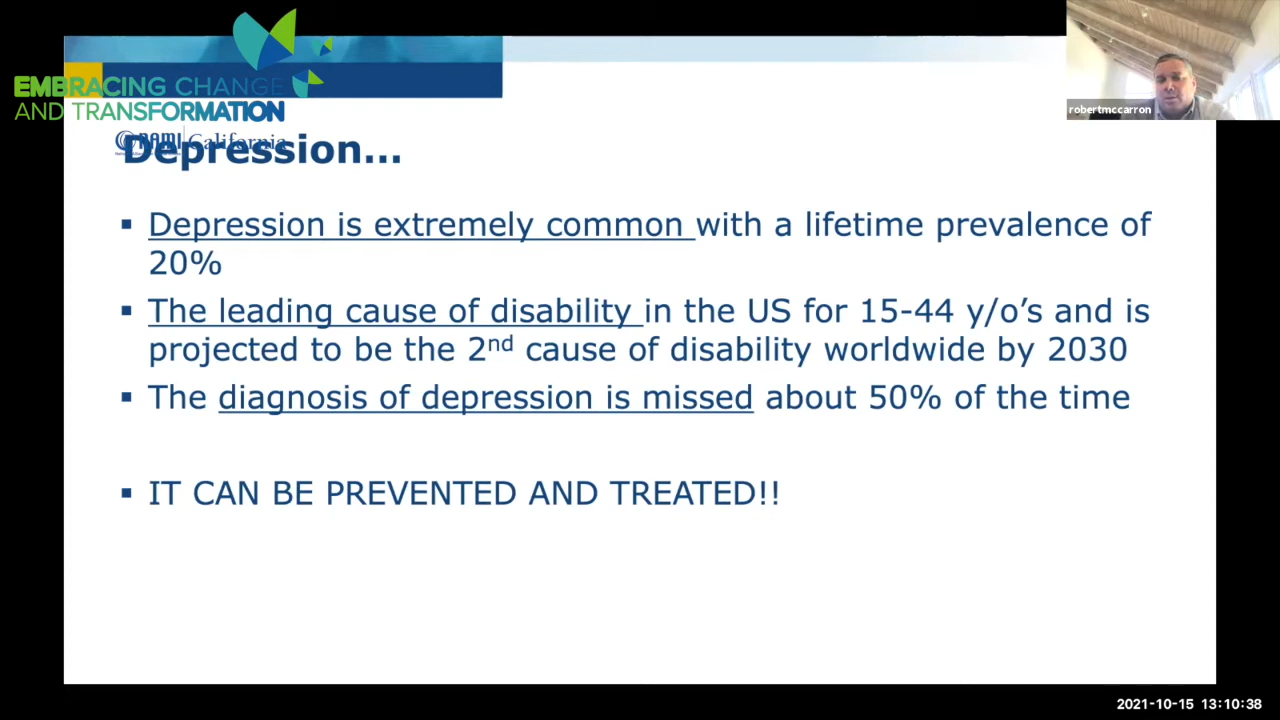 EMBRACING CHANGE
AND TRANSFORMATION
robertmccarron
NAMI California
Depression...
▪ Depression is extremely common with a lifetime prevalence of
20%
▪ The leading cause of disability in the US for 15-44 y/o’s and is
projected to be the 2nd cause of disability worldwide by 2030
▪ The diagnosis of depression is missed about 50% of the time
▪ IT CAN BE PREVENTED AND TREATED!!
2021-10-15 13:10:38